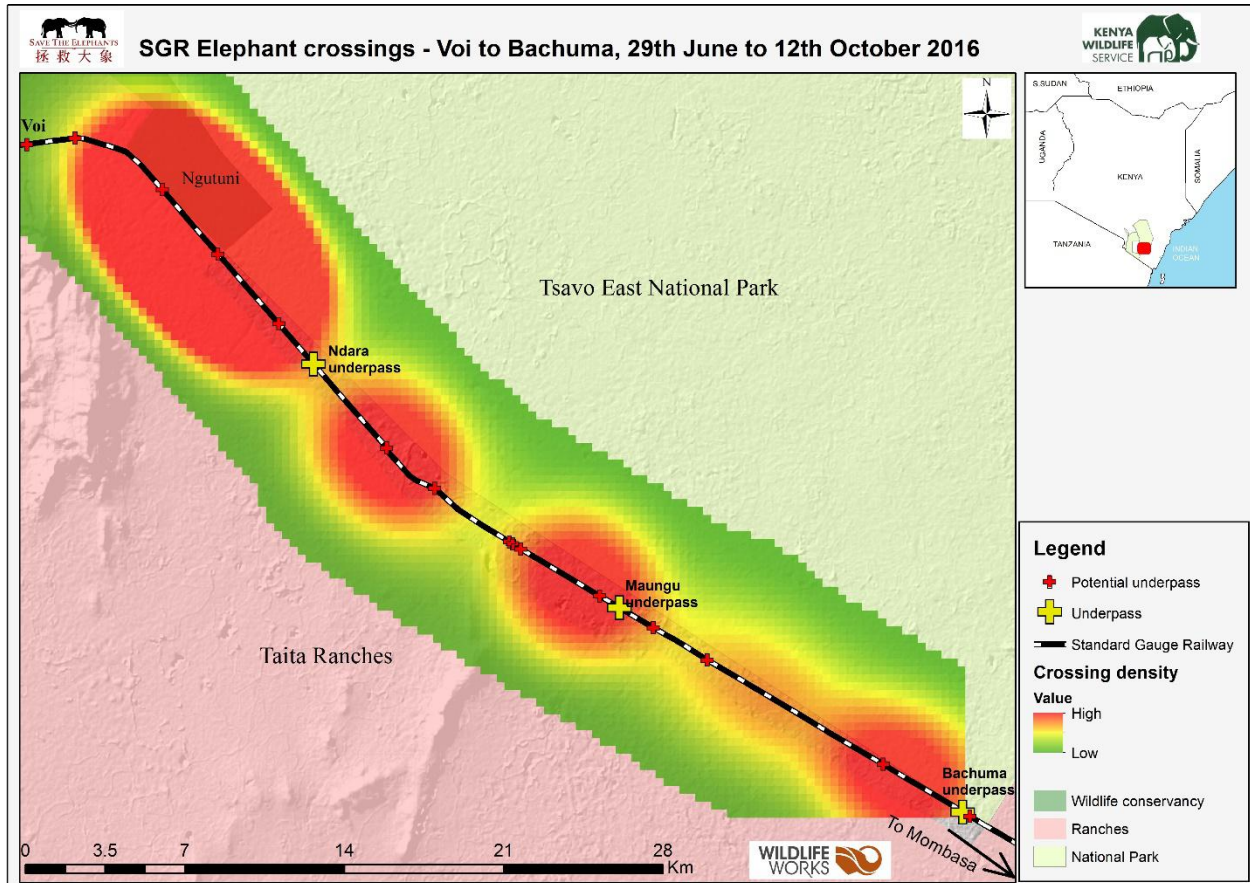 SAVE THE ELEPHANTS
拯救大象
SGR Elephant crossings - Voi to Bachuma, 29th June to 12th October 2016
KENYA
WILDLIFE
SERVICE
N
Voi
Ngutuni
Tsavo East National Park
Ndara
underpass
Maungu
underpass
Taita Ranches
Bachuma
underpass
To Mombasa
0 3.5 7 14 21 28
Km
WILDLIFE
WORKS
S.SUDAN
ETHIOPIA
UGANDA
KENYA
SOMALIA
TANZANIA
INDIAN
OCEAN
Legend
Potential underpass
Underpass
Standard Gauge Railway
Crossing density
Value
High
Low
Wildlife conservancy
Ranches
National Park